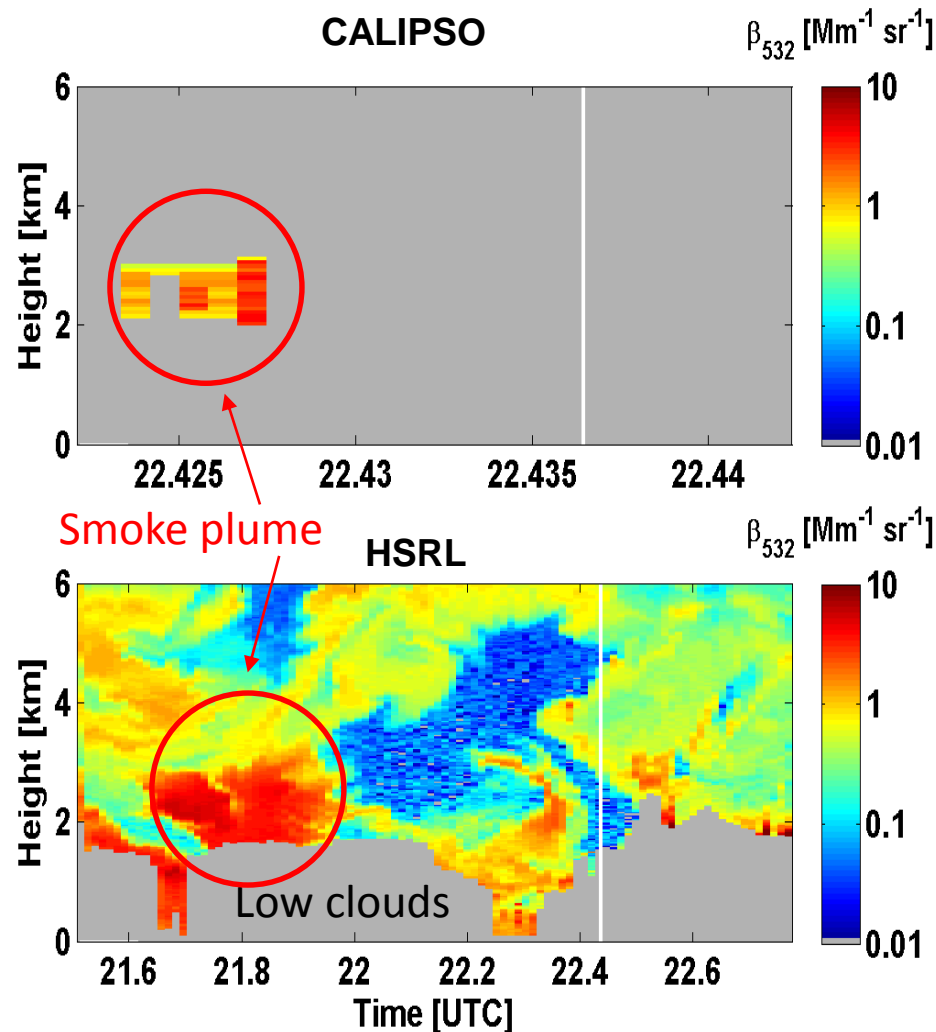 CALIPSO
β532 [Mm-1 sr-1]
Height [km]
6
4
2
0
22.425 22.43 22.435 22.44
10
1
0.1
0.01
Smoke plume
HSRL
β532 [Mm-1 sr-1]
Height [km]
6
4
2
0
Low clouds
21.6 21.8 22 22.2 22.4 22.6
Time [UTC]
10
1
0.1
0.01